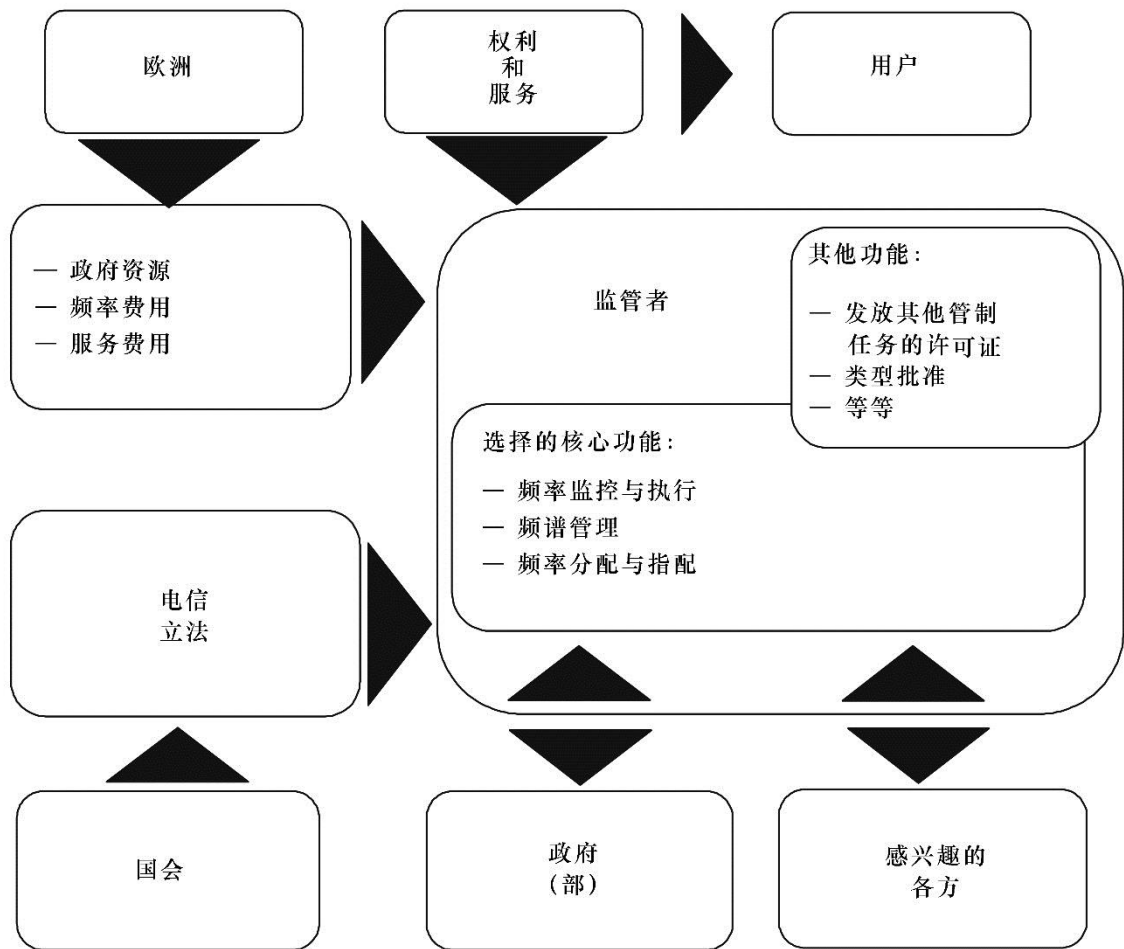 欧洲
权利
和
服务
用户
— 政府资源
— 频率费用
— 服务费用
监管者
其他功能:
— 发放其他管制
任务的许可证
— 类型批准
— 等等
选择的核心功能:
— 频率监控与执行
— 频谱管理
— 频率分配与指配
电信
立法
国会
政府
(部)
感兴趣的
各方